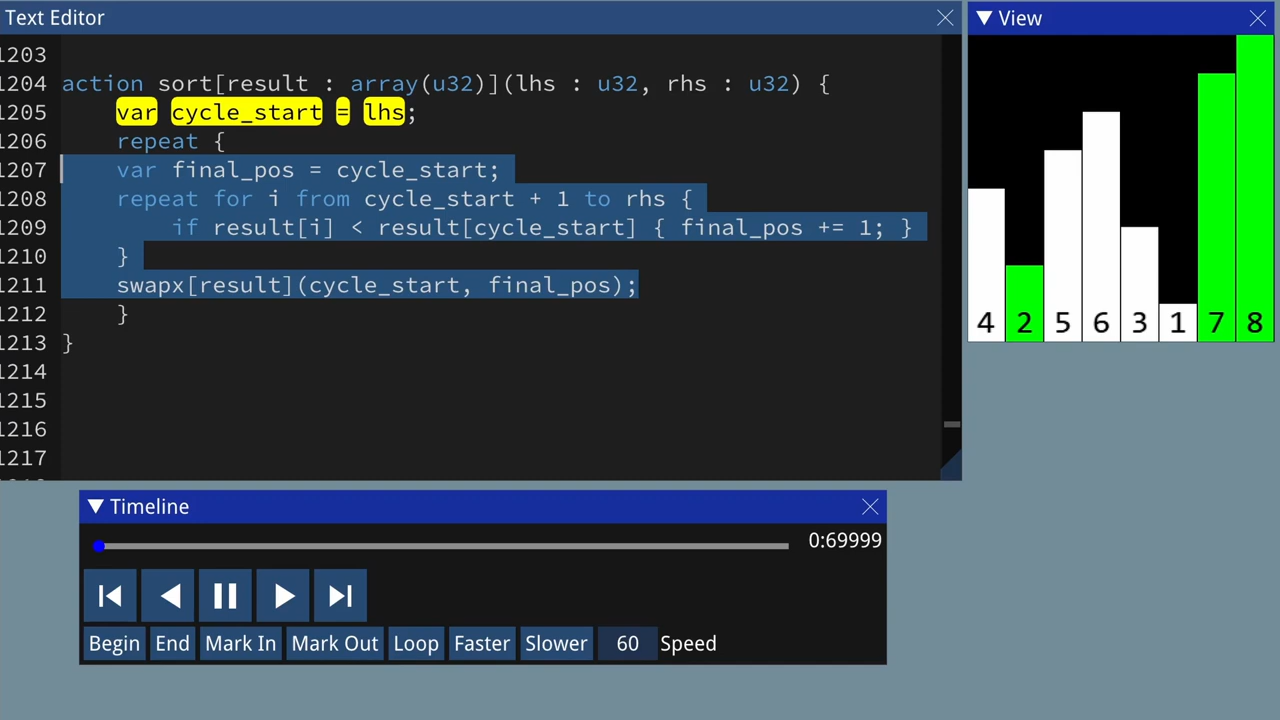 Text Editor
1203
1204 action sort[result : array(u32)](lhs : u32, rhs : u32) {
1205 var cycle_start = lhs;
1206 repeat {
1207 var final_pos = cycle_start;
1208 repeat for i from cycle_start + 1 to rhs {
1209 if result[i] < result[cycle_start] { final_pos += 1; }
1210 }
1211 swapx[result](cycle_start, final_pos);
1212 }
1213 }
1214
1215
1216
1217
View
4 2 5 6 3 1 7 8
Timeline
0:69999
Begin End Mark In Mark Out Loop Faster Slower 60 Speed